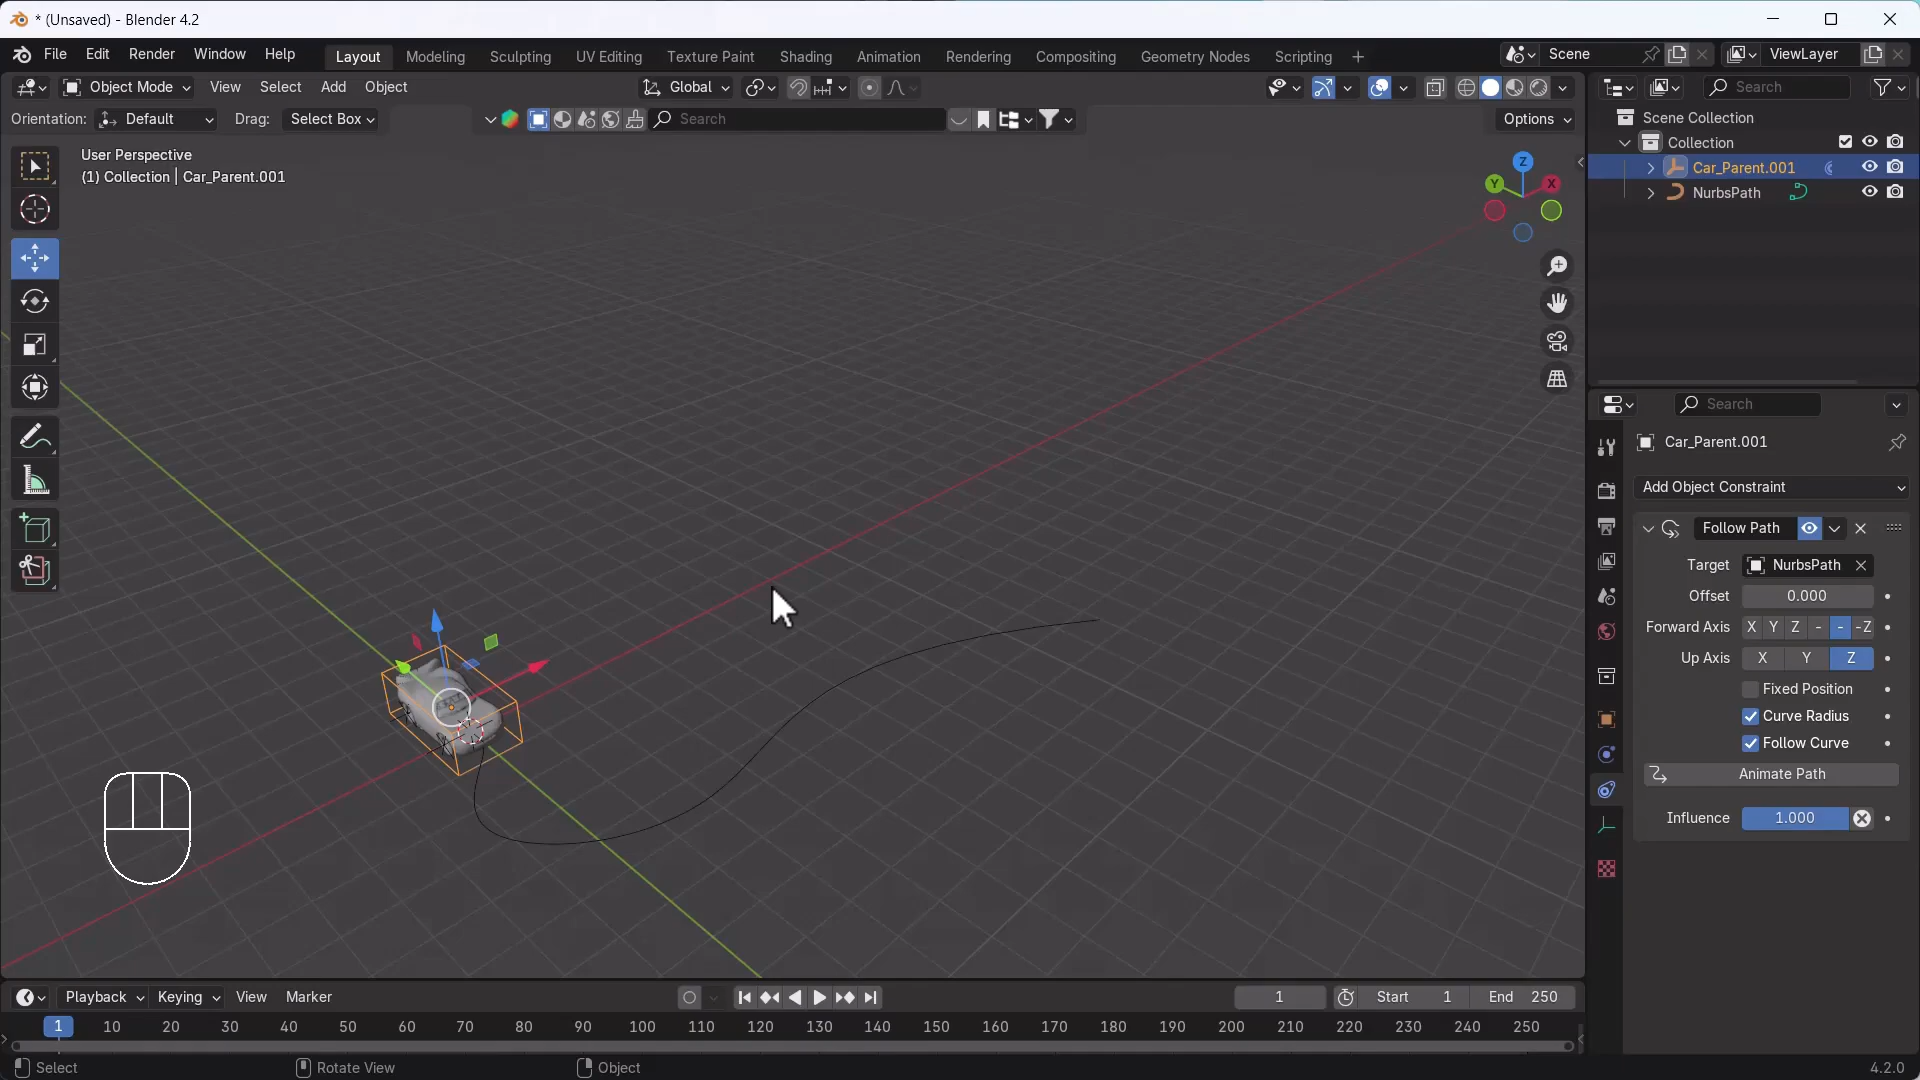 * (Unsaved) - Blender 4.2
File Edit Render Window Help
Layout Modeling Sculpting UV Editing Texture Paint Shading Animation Rendering Compositing Geometry Nodes Scripting +
Scene
ViewLayer
Object Mode View Select Add Object
Global
Search
Orientation: Default Drag: Select Box
Search
Options
User Perspective
(1) Collection | Car_Parent.001
Z
Y
X
Scene Collection
Collection
Car_Parent.001
NurbsPath
Search
Car_Parent.001
Add Object Constraint
Follow Path
Target NurbsPath
Offset 0.000
Forward Axis X Y Z - - -Z
Up Axis X Y Z
Fixed Position
Curve Radius
Follow Curve
Animate Path
Influence 1.000
Playback Keying View Marker
1
Start 1
End 250
1 10 20 30 40 50 60 70 80 90 100 110 120 130 140 150 160 170 180 190 200 210 220 230 240 250
Select
Rotate View
Object
4.2.0